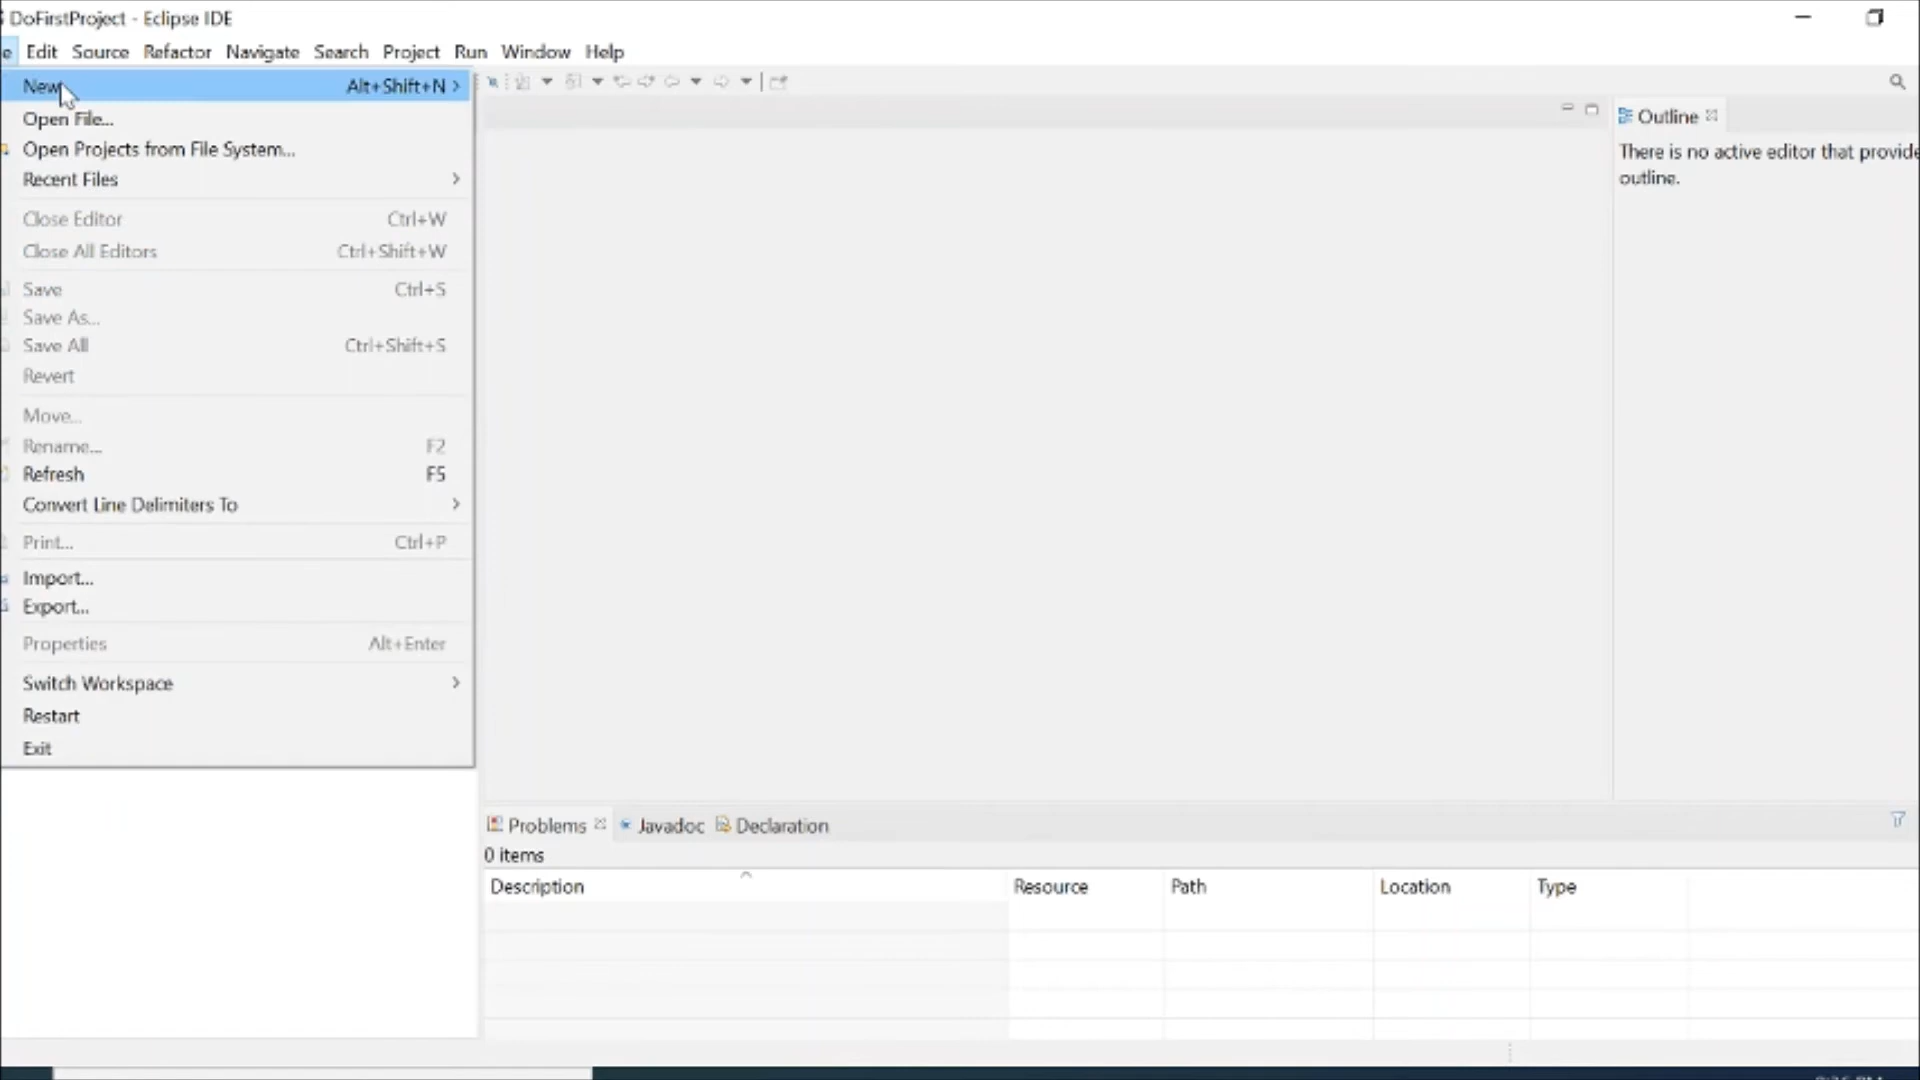 DoFirstProject - Eclipse IDE
e Edit Source Refactor Navigate Search Project Run Window Help
New Alt+Shift+N
Open File...
Open Projects from File System...
Recent Files
Close Editor Ctrl+W
Close All Editors Ctrl+Shift+W
Save Ctrl+S
Save As...
Save All Ctrl+Shift+S
Revert
Move...
Rename... F2
Refresh F5
Convert Line Delimiters To
Print... Ctrl+P
Import...
Export...
Properties Alt+Enter
Switch Workspace
Restart
Exit
Outline
There is no active editor that provide
outline.
Problems Javadoc Declaration
0 items
Description Resource Path Location Type